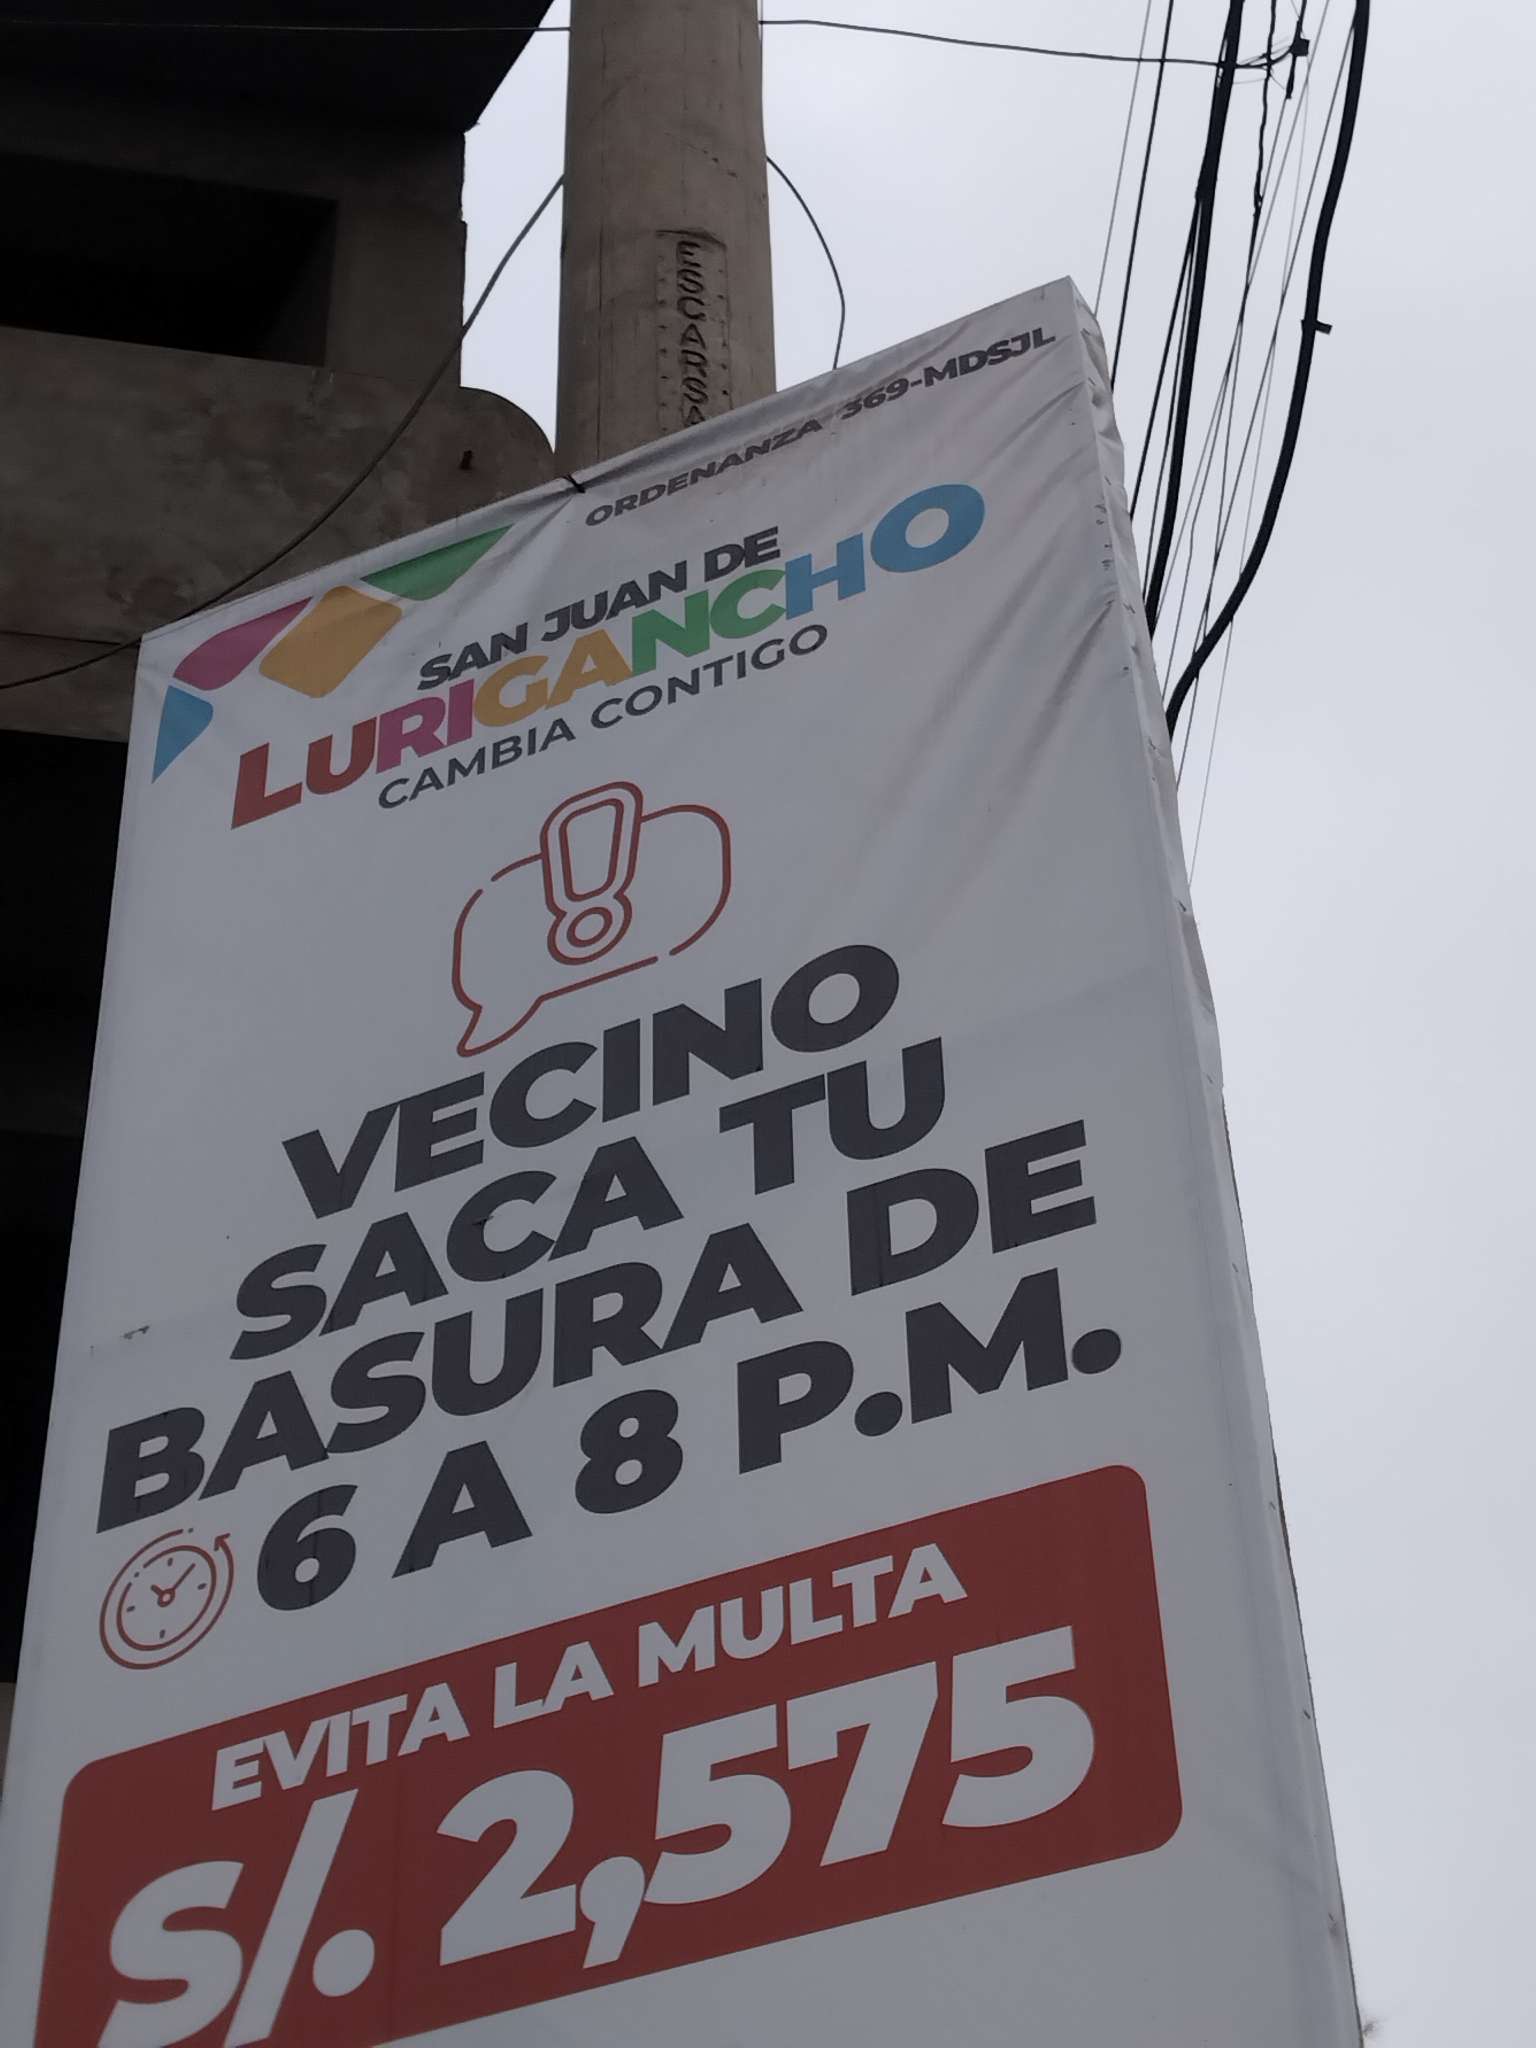 ESCARSA
ORDENANZA 369-MDSJL
SAN JUAN DE
LURIGANCHO
CAMBIA CONTIGO
VECINO
SACA TU
BASURA DE
6 A 8 P.M.
EVITA LA MULTA
S/. 2,575